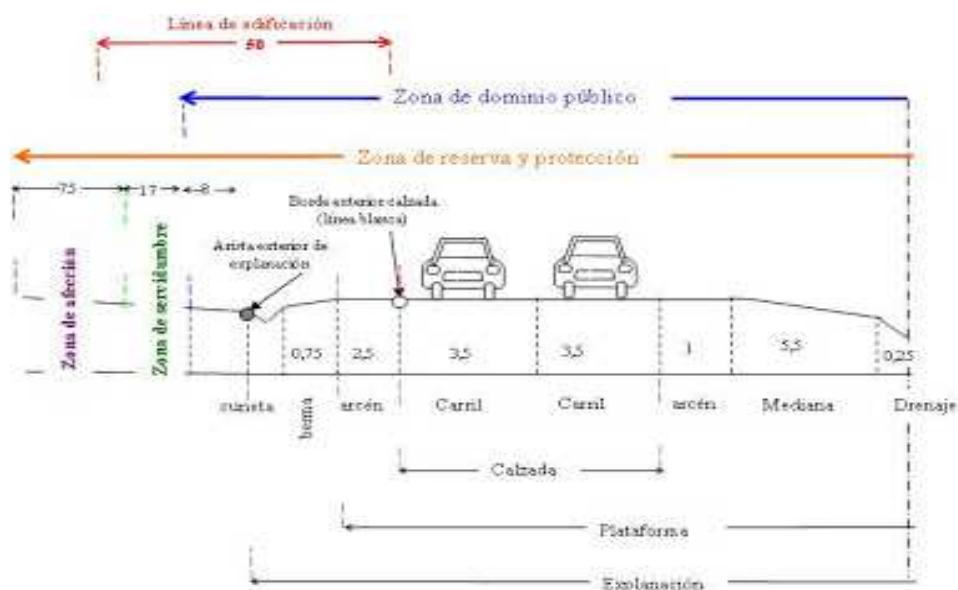 Línea de edificación
50
Zona de dominio público
Zona de reserva y protección
75
17
8
Borde exterior calzada
(línea blanca)
Arista exterior de
explanación
Zona de afección
Zona de servidumbre
0,75
2,5
3,5
3,5
1
5,5
0,25
cuneta
berma
arcén
Carril
Carril
arcén
Mediana
Drenaje
Calzada
Plataforma
Explanación